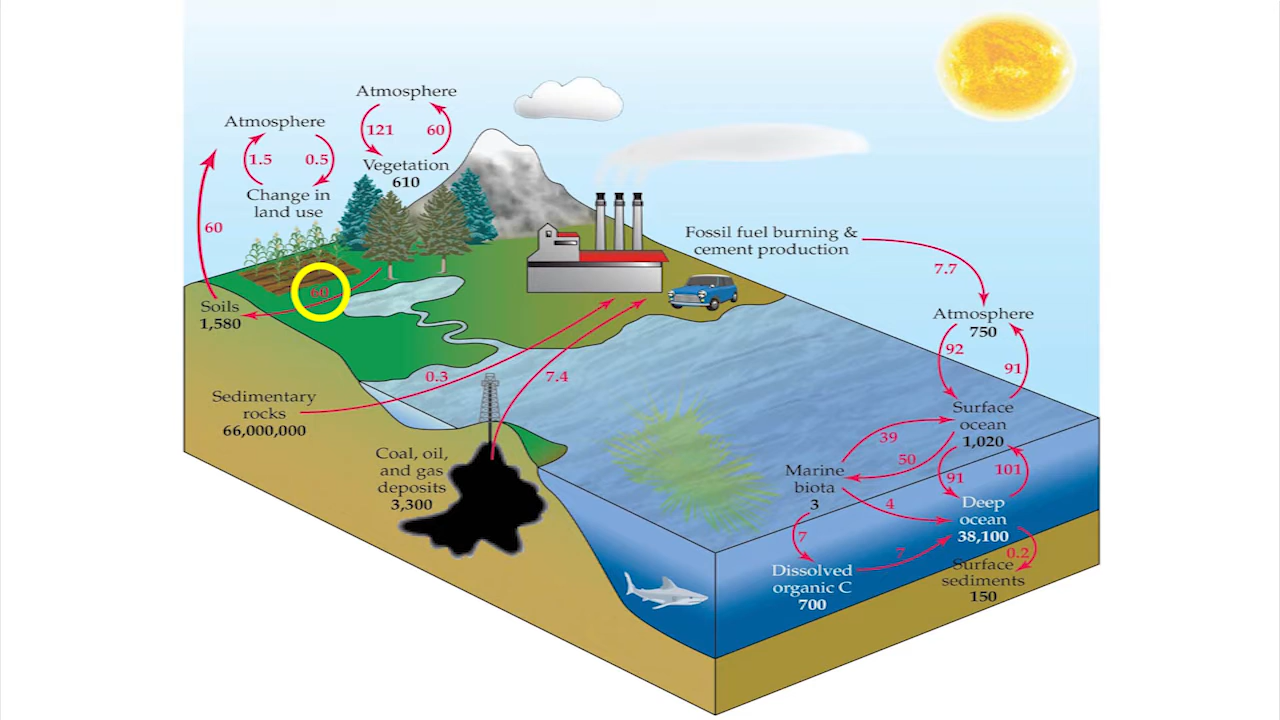 Atmosphere
121
60
Vegetation
610
Atmosphere
1.5
0.5
Change in
land use
60
60
Soils
1,580
Fossil fuel burning &
cement production
7.7
Atmosphere
750
92
91
Surface
ocean
1,020
0.3
7.4
Sedimentary
rocks
66,000,000
Coal, oil,
and gas
deposits
3,300
39
50
Marine
biota
3
91
101
4
Deep
ocean
38,100
7
7
Dissolved
organic C
700
0.2
Surface
sediments
150